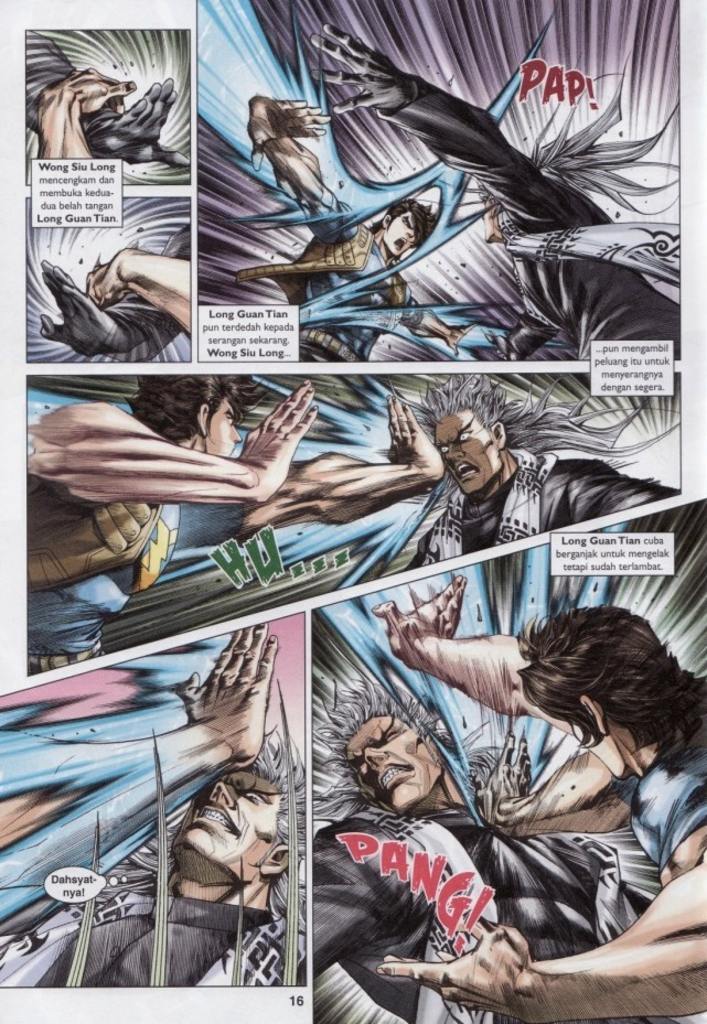 PAP!
Wong Siu Long
mencengkam dan
membuka kedua-
dua belah tangan
Long Guan Tian.
Long Guan Tian
pun terdedah kepada
serangan sekarang.
Wong Siu Long...
...pun mengambil
peluang itu untuk
menyerangnya
dengan segera.
HU....
Long Guan Tian cuba
berganjak untuk mengelak
tetapi sudah terlambat.
Dahsyat-
nya!
PANG!
16